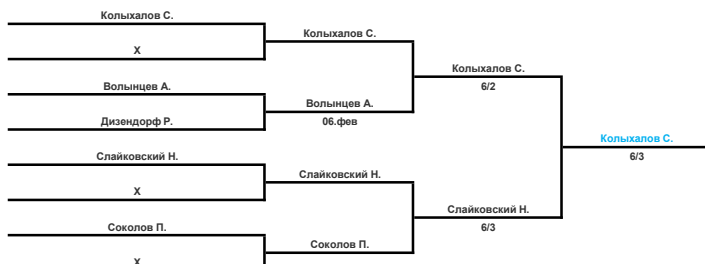 Колыхалов С.
Колыхалов С.
X
Колыхалов С.
6/2
Волынцев А.
Волынцев А.
06.фев
Дизендорф Р.
Колыхалов С.
6/3
Слайковский Н.
Слайковский Н.
X
Слайковский Н.
6/3
Соколов П.
Соколов П.
X